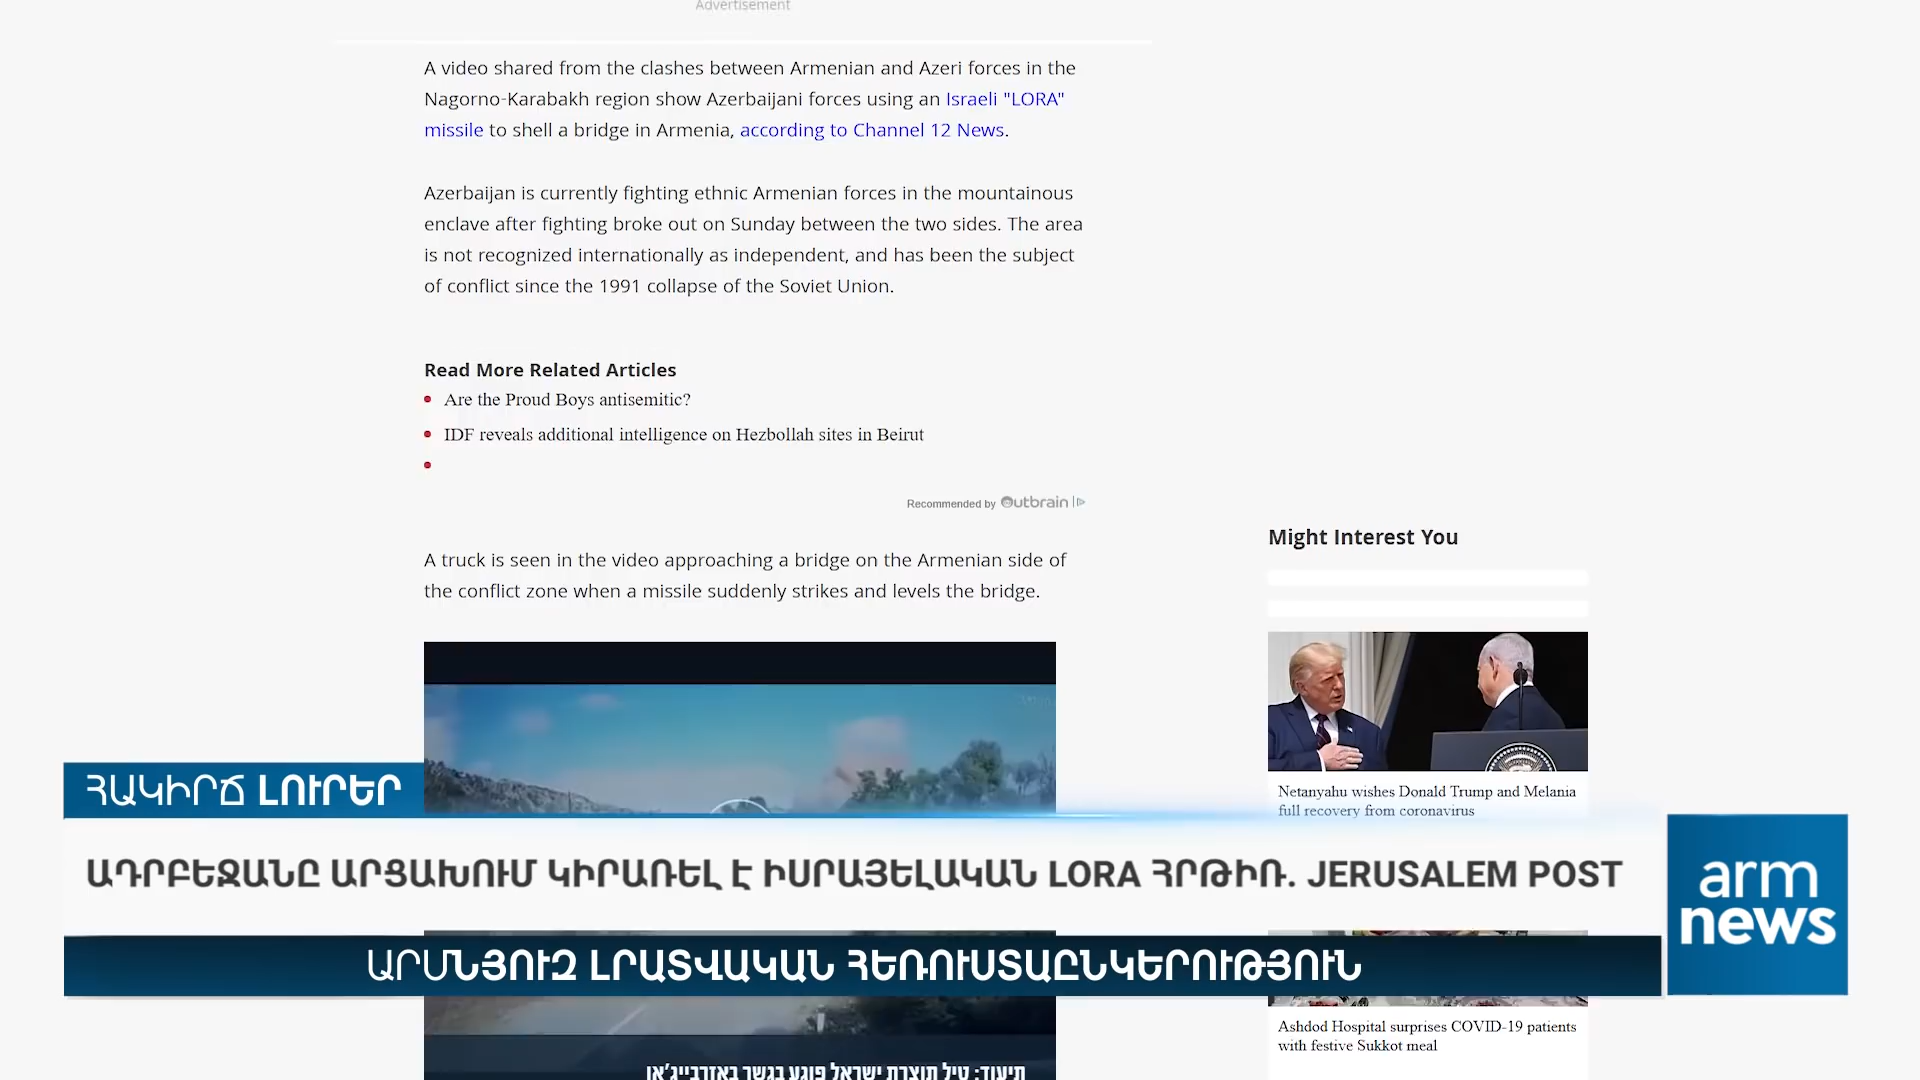 Advertisement
A video shared from the clashes between Armenian and Azeri forces in the
Nagorno-Karabakh region show Azerbaijani forces using an Israeli "LORA"
missile to shell a bridge in Armenia, according to Channel 12 News.
Azerbaijan is currently fighting ethnic Armenian forces in the mountainous
enclave after fighting broke out on Sunday between the two sides. The area
is not recognized internationally as independent, and has been the subject
of conflict since the 1991 collapse of the Soviet Union.
Read More Related Articles
Are the Proud Boys antisemitic?
IDF reveals additional intelligence on Hezbollah sites in Beirut
Recommended by Outbrain
A truck is seen in the video approaching a bridge on the Armenian side of
the conflict zone when a missile suddenly strikes and levels the bridge.
Might Interest You
Netanyahu wishes Donald Trump and Melania
full recovery from coronavirus
ՀԱԿԻՐՃ ԼՈՒՐԵՐ
ԱԴՐԲԵՋԱՆԸ ԱՐՑԱԽՈՒՄ ԿԻՐԱՌԵԼ Է ԻՍՐԱՅԵԼԱԿԱՆ LORA ՀՐԹԻՌ. JERUSALEM POST
arm
news
ԱՐՄՆՅՈՒԶ ԼՐԱՏՎԱԿԱՆ ՀԵՌՈՒՍՏԱԸՆԿԵՐՈՒԹՅՈՒՆ
Ashdod Hospital surprises COVID-19 patients
with festive Sukkot meal
תיעוד: טיל תוצרת ישראל פוגע בגשר באזרבייג'אן